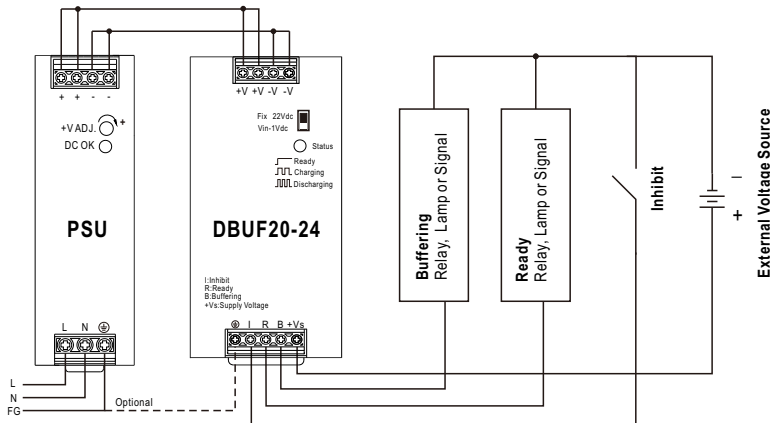 + + - -
+V ADJ.
+
DC OK
PSU
L N
L
N
FG
Optional
+V +V -V -V
Fix 22Vdc
Vin-1Vdc
Status
Ready
Charging
Discharging
DBUF20-24
I:Inhibit
R:Ready
B:Buffering
+Vs:Supply Voltage
I R B +Vs
Buffering
Relay, Lamp or Signal
Ready
Relay, Lamp or Signal
Inhibit
+ –
External Voltage Source